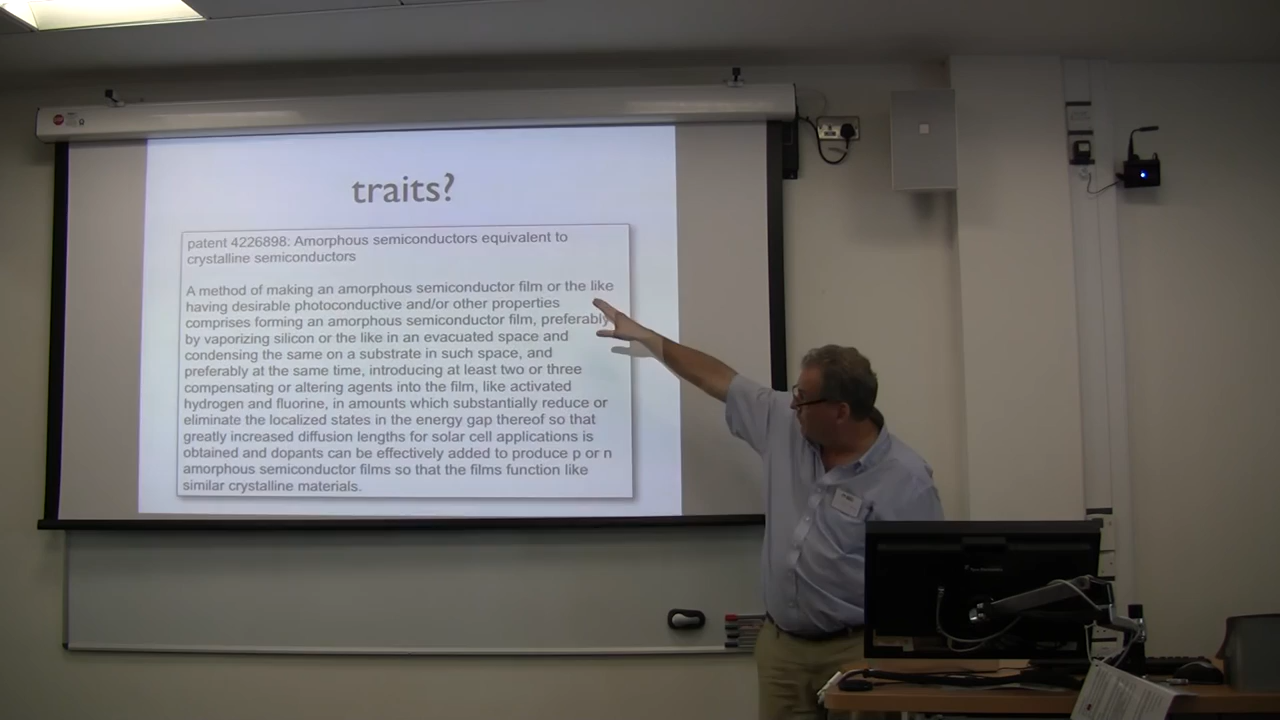 traits?
patent 4226898: Amorphous semiconductors equivalent to
crystalline semiconductors
A method of making an amorphous semiconductor film or the like
having desirable photoconductive and/or other properties
comprises forming an amorphous semiconductor film, preferably
by vaporizing silicon or the like in an evacuated space and
condensing the same on a substrate in such space, and
preferably at the same time, introducing at least two or three
compensating or altering agents into the film, like activated
hydrogen and fluorine, in amounts which substantially reduce or
eliminate the localized states in the energy gap thereof so that
greatly increased diffusion lengths for solar cell applications is
obtained and dopants can be effectively added to produce p or n
amorphous semiconductor films so that the films function like
similar crystalline materials.